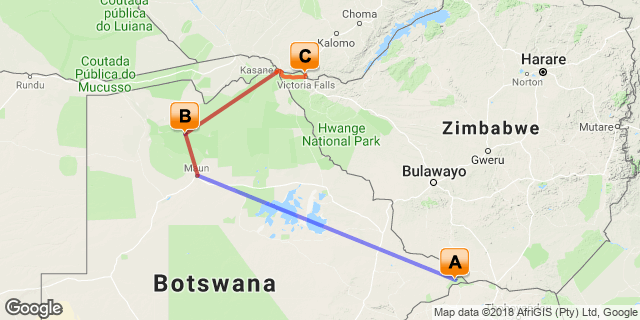 Coutada
pública
do Luiana
Choma
Kalomo
Coutada
Pública do
Mucusso
Rundu
Kasane
C
Victoria Falls
Harare
Norton
B
Hwange
National Park
Zimbabwe
Mutare
Gweru
Maun
Bulawayo
A
Botswana
Google
Map data ©2018 AfriGIS (Pty) Ltd, Google